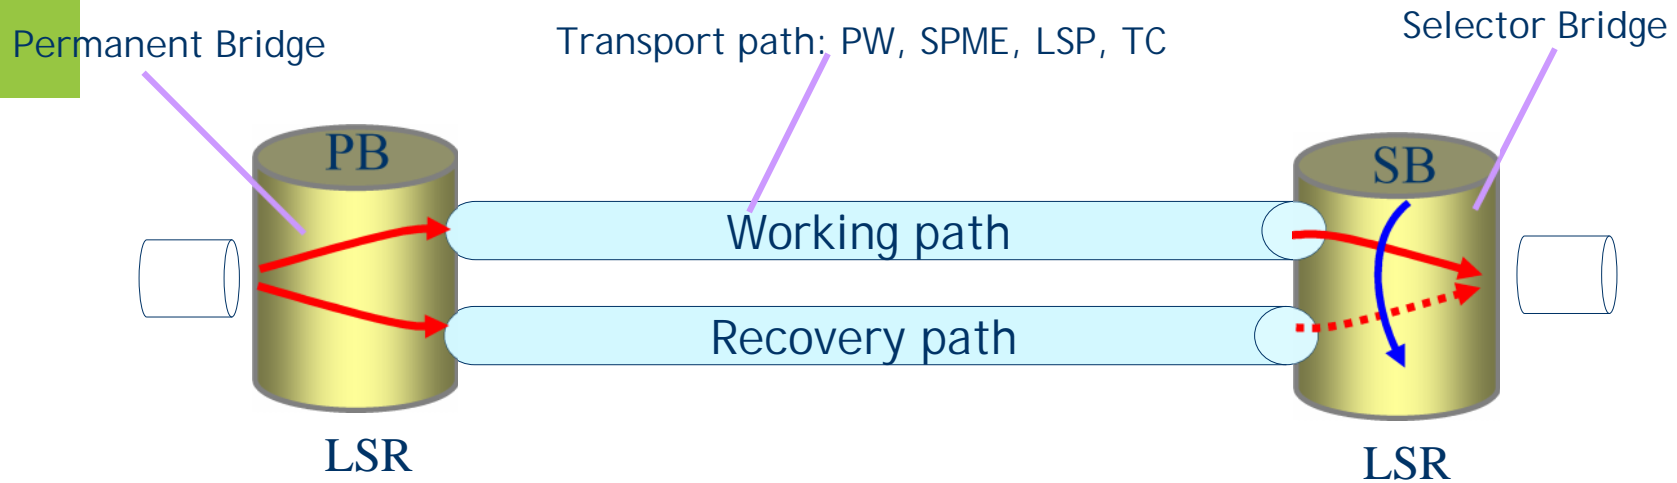 Permanent Bridge
Transport path: PW, SPME, LSP, TC
Selector Bridge
PB
SB
Working path
Recovery path
LSR
LSR